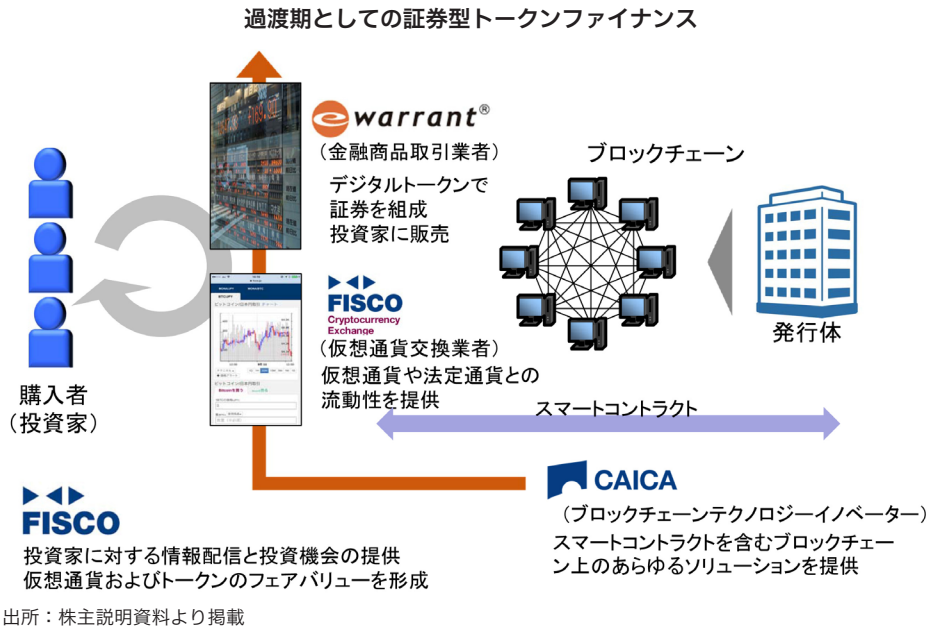 過渡期としての証券型トークンファイナンス
ewarrant®
(金融商品取引業者)
デジタルトークンで
証券を組成
投資家に販売
ブロックチェーン
FISCO
Cryptocurrency
Exchange
(仮想通貨交換業者)
仮想通貨や法定通貨との
流動性を提供
発行体
購入者
(投資家)
スマートコントラクト
CAICA
(ブロックチェーンテクノロジーイノベーター)
スマートコントラクトを含むブロックチェー
ン上のあらゆるソリューションを提供
FISCO
投資家に対する情報配信と投資機会の提供
仮想通貨およびトークンのフェアバリューを形成
出所：株主説明資料より掲載